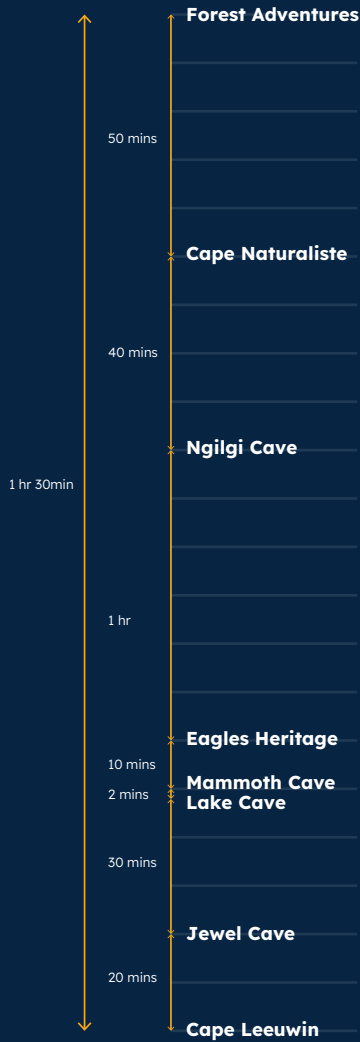 Forest Adventures
50 mins
Cape Naturaliste
40 mins
Ngilgi Cave
1 hr 30min
1 hr
Eagles Heritage
10 mins
Mammoth Cave
2 mins
Lake Cave
30 mins
Jewel Cave
20 mins
Cape Leeuwin